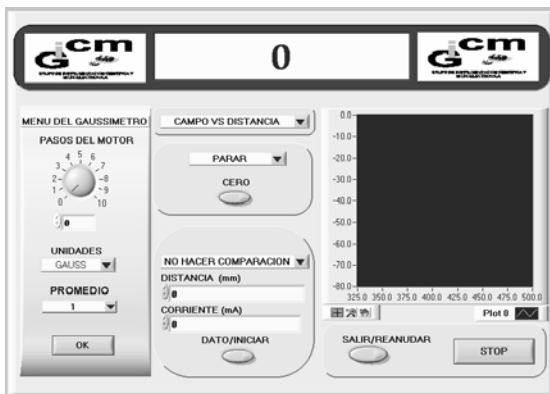 Gicm
0
Gicm
MENU DEL GAUSSIMETRO
PASOS DEL MOTOR
0 1 2 3 4 5 6 7 8 9 10
0
UNIDADES
GAUSS
PROMEDIO
1
OK
CAMPO VS DISTANCIA
PARAR
CERO
NO HACER COMPARACION
DISTANCIA (mm)
0
CORRIENTE (mA)
0
DATO/INICIAR
0.0
-10.0
-20.0
-30.0
-40.0
-50.0
-60.0
-70.0
-80.0
325.0 350.0 375.0 400.0 425.0 450.0 475.0 500.0
Plot 0
SALIR/REANUDAR
STOP